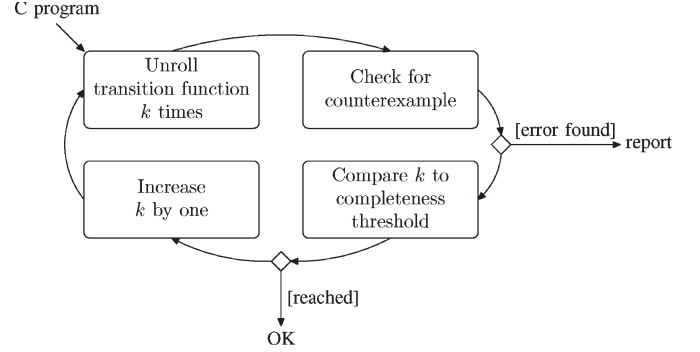 C program
Unroll
transition function
k times
Check for
counterexample
[error found]
report
Increase
k by one
Compare k to
completeness
threshold
[reached]
OK